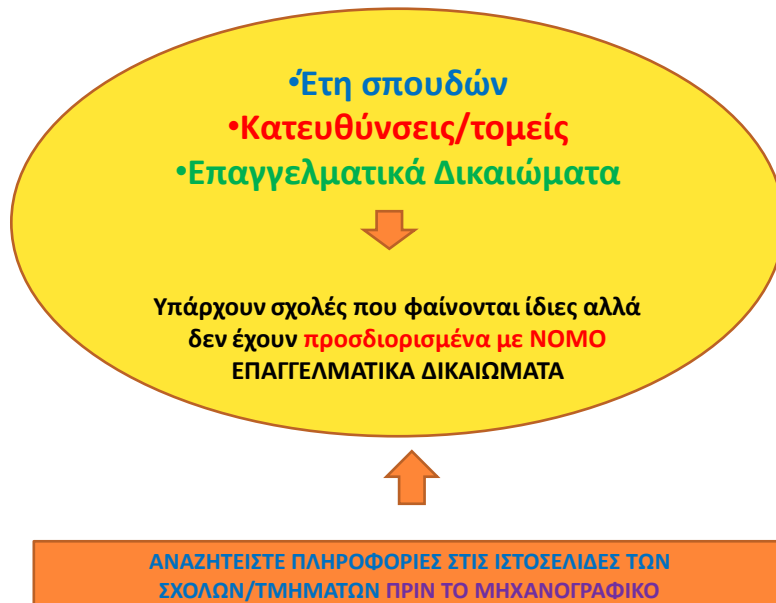 •Έτη σπουδών
•Κατευθύνσεις/τομείς
•Επαγγελματικά Δικαιώματα
Υπάρχουν σχολές που φαίνονται ίδιες αλλά
δεν έχουν προσδιορισμένα με ΝΟΜΟ
ΕΠΑΓΓΕΛΜΑΤΙΚΑ ΔΙΚΑΙΩΜΑΤΑ
ΑΝΑΖΗΤΕΙΣΤΕ ΠΛΗΡΟΦΟΡΙΕΣ ΣΤΙΣ ΙΣΤΟΣΕΛΙΔΕΣ ΤΩΝ
ΣΧΟΛΩΝ/ΤΜΗΜΑΤΩΝ ΠΡΙΝ ΤΟ ΜΗΧΑΝΟΓΡΑΦΙΚΟ